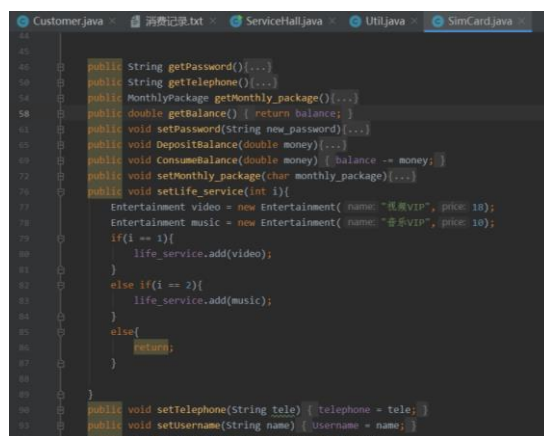 Customer.java × 消费记录.txt × ServiceHall.java × Util.java × SimCard.java ×
44
45
46 public String getPassword(){...}
50 public String getTelephone(){...}
54 public MonthlyPackage getMonthly_package(){...}
58 public double getBalance() { return balance; }
61 public void setPassword(String new_password){...}
65 public void DepositBalance(double money){...}
69 public void ConsumeBalance(double money) { balance -= money; }
72 public void setMonthly_package(char monthly_package){...}
76 public void setLife_service(int i){
77 Entertainment video = new Entertainment( name: "视频VIP", price: 18);
78 Entertainment music = new Entertainment( name: "音乐VIP", price: 10);
79 if(i == 1){
80 life_service.add(video);
81 }
82 else if(i == 2){
83 life_service.add(music);
84 }
85 else{
86 return;
87 }
88
89 }
90 public void setTelephone(String tele) { telephone = tele; }
93 public void setUsername(String name) { Username = name; }